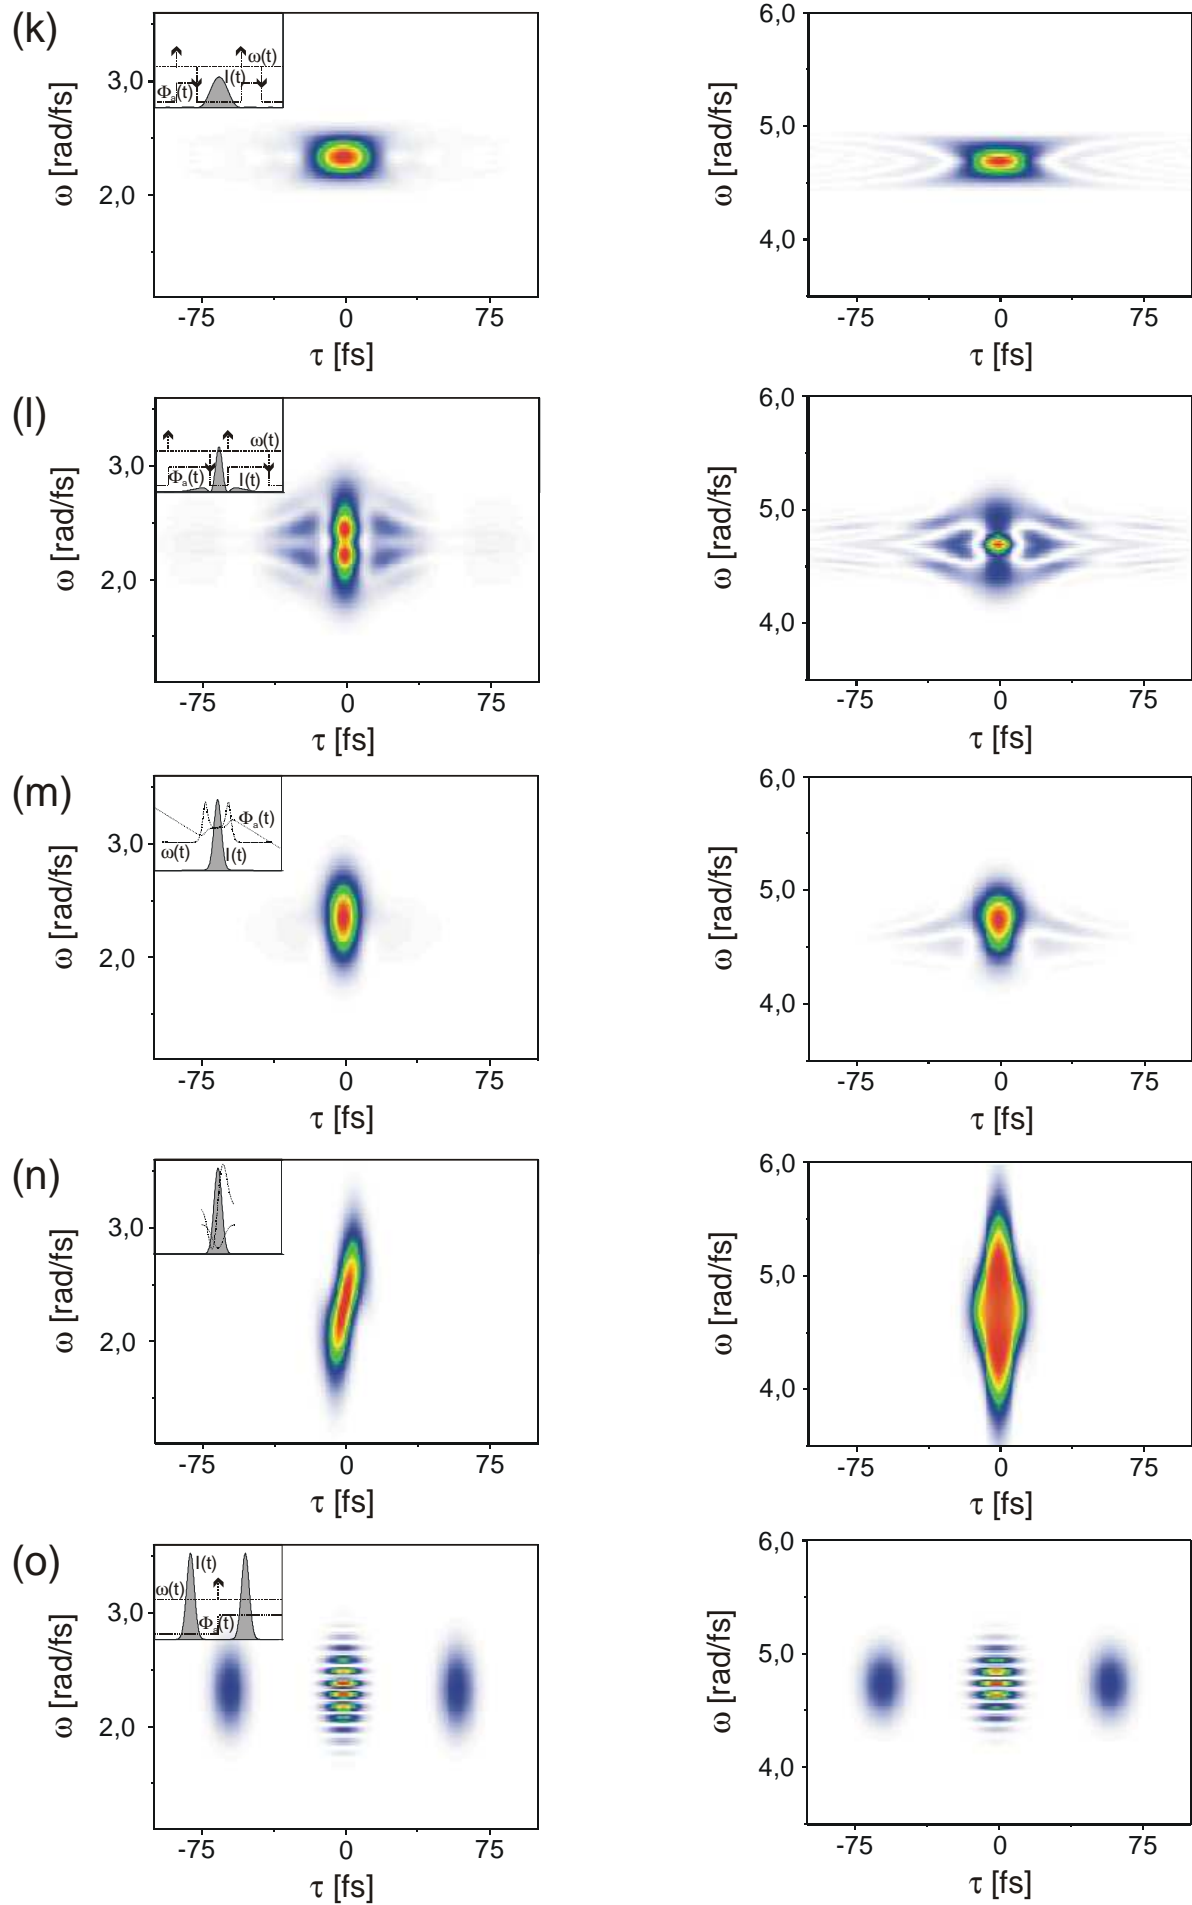 (k)
ω [rad/fs]
3,0
2,0
-75 0 75
τ [fs]
ω(t)
I(t)
Φₐ(t)
ω [rad/fs]
6,0
5,0
4,0
-75 0 75
τ [fs]
(l)
ω [rad/fs]
3,0
2,0
-75 0 75
τ [fs]
ω(t)
Φₐ(t) I(t)
ω [rad/fs]
6,0
5,0
4,0
-75 0 75
τ [fs]
(m)
ω [rad/fs]
3,0
2,0
-75 0 75
τ [fs]
Φₐ(t)
ω(t) I(t)
ω [rad/fs]
6,0
5,0
4,0
-75 0 75
τ [fs]
(n)
ω [rad/fs]
3,0
2,0
-75 0 75
τ [fs]
ω [rad/fs]
6,0
5,0
4,0
-75 0 75
τ [fs]
(o)
ω [rad/fs]
3,0
2,0
-75 0 75
τ [fs]
I(t)
ω(t)
Φₐ(t)
ω [rad/fs]
6,0
5,0
4,0
-75 0 75
τ [fs]